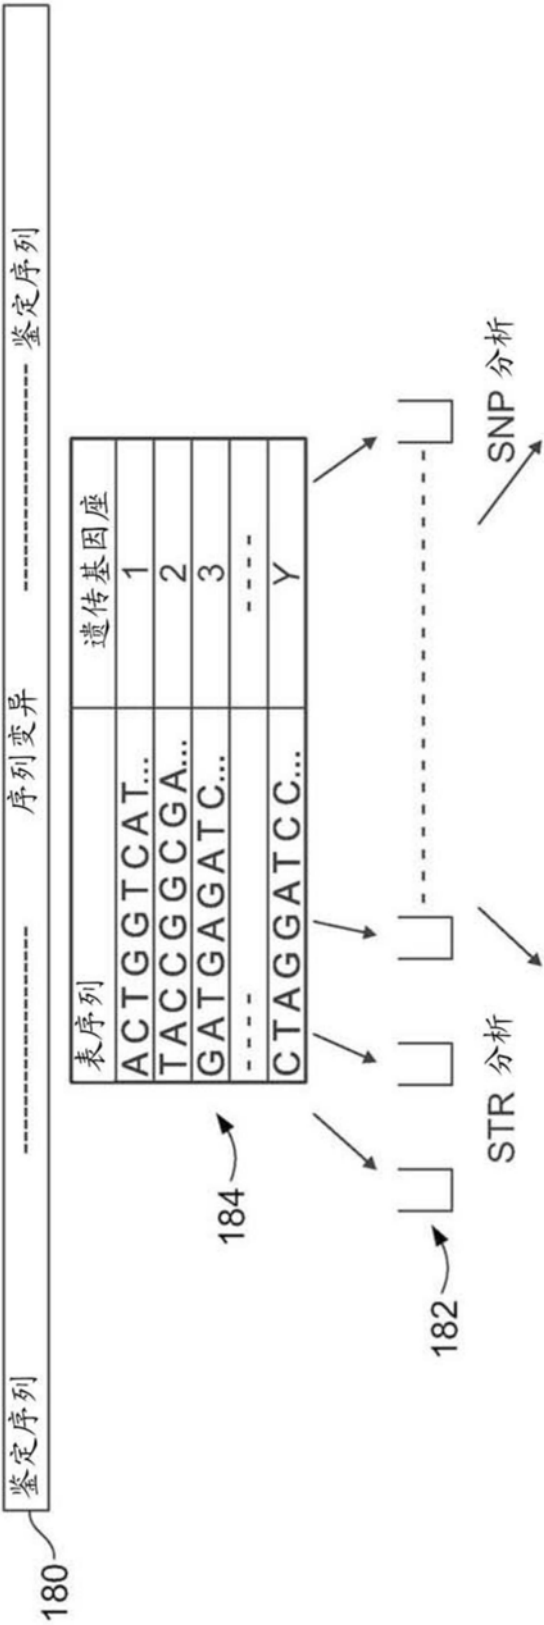 180
鉴定序列 ---------------- 序列变异 ---------------- 鉴定序列
表序列 遗传基因座
ACTGGTCAT... 1
TACCGGCGA... 2
GATGAGATC... 3
---- ----
CTAGGATCC... Y
184
182
STR 分析
SNP 分析